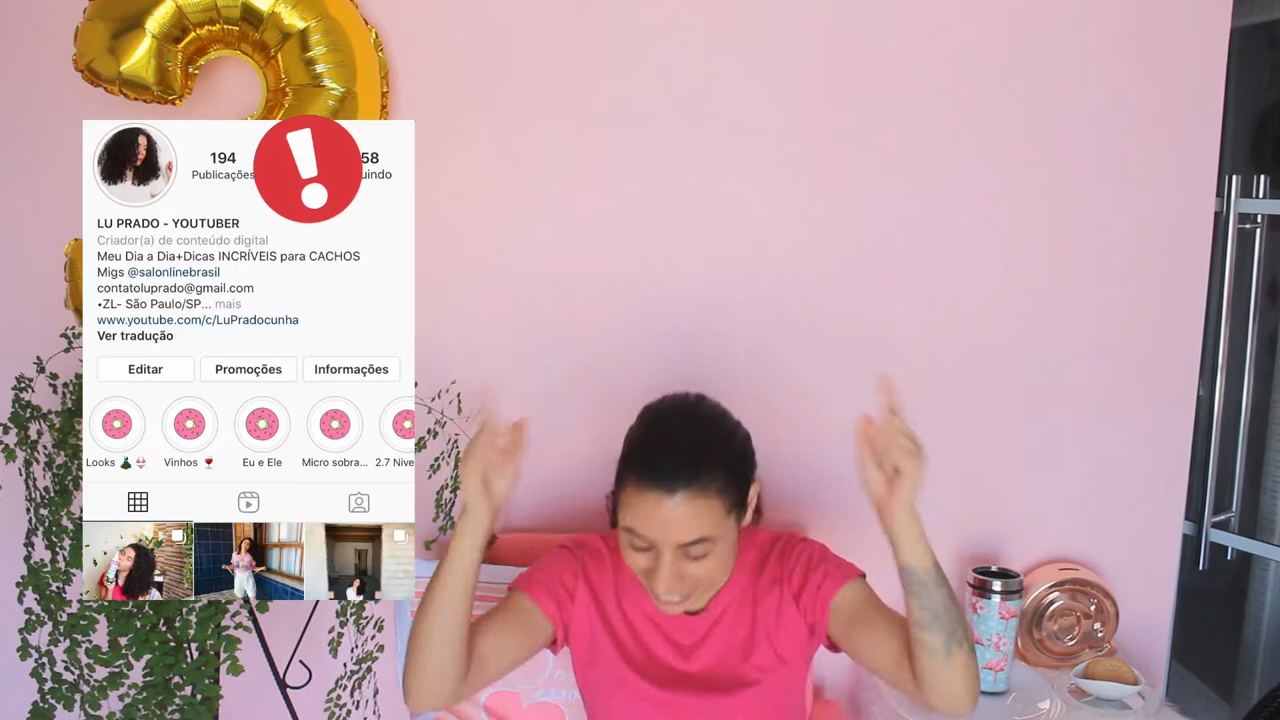 194
58
Publicações
uindo
LU PRADO - YOUTUBER
Criador(a) de conteúdo digital
Meu Dia a Dia+Dicas INCRÍVEIS para CACHOS
Migs @salonlinebrasil
contatoluprado@gmail.com
•ZL- São Paulo/SP... mais
www.youtube.com/c/LuPradocunha
Ver tradução
Editar
Promoções
Informações
Looks
Vinhos
Eu e Ele
Micro sobra...
2.7 Nive